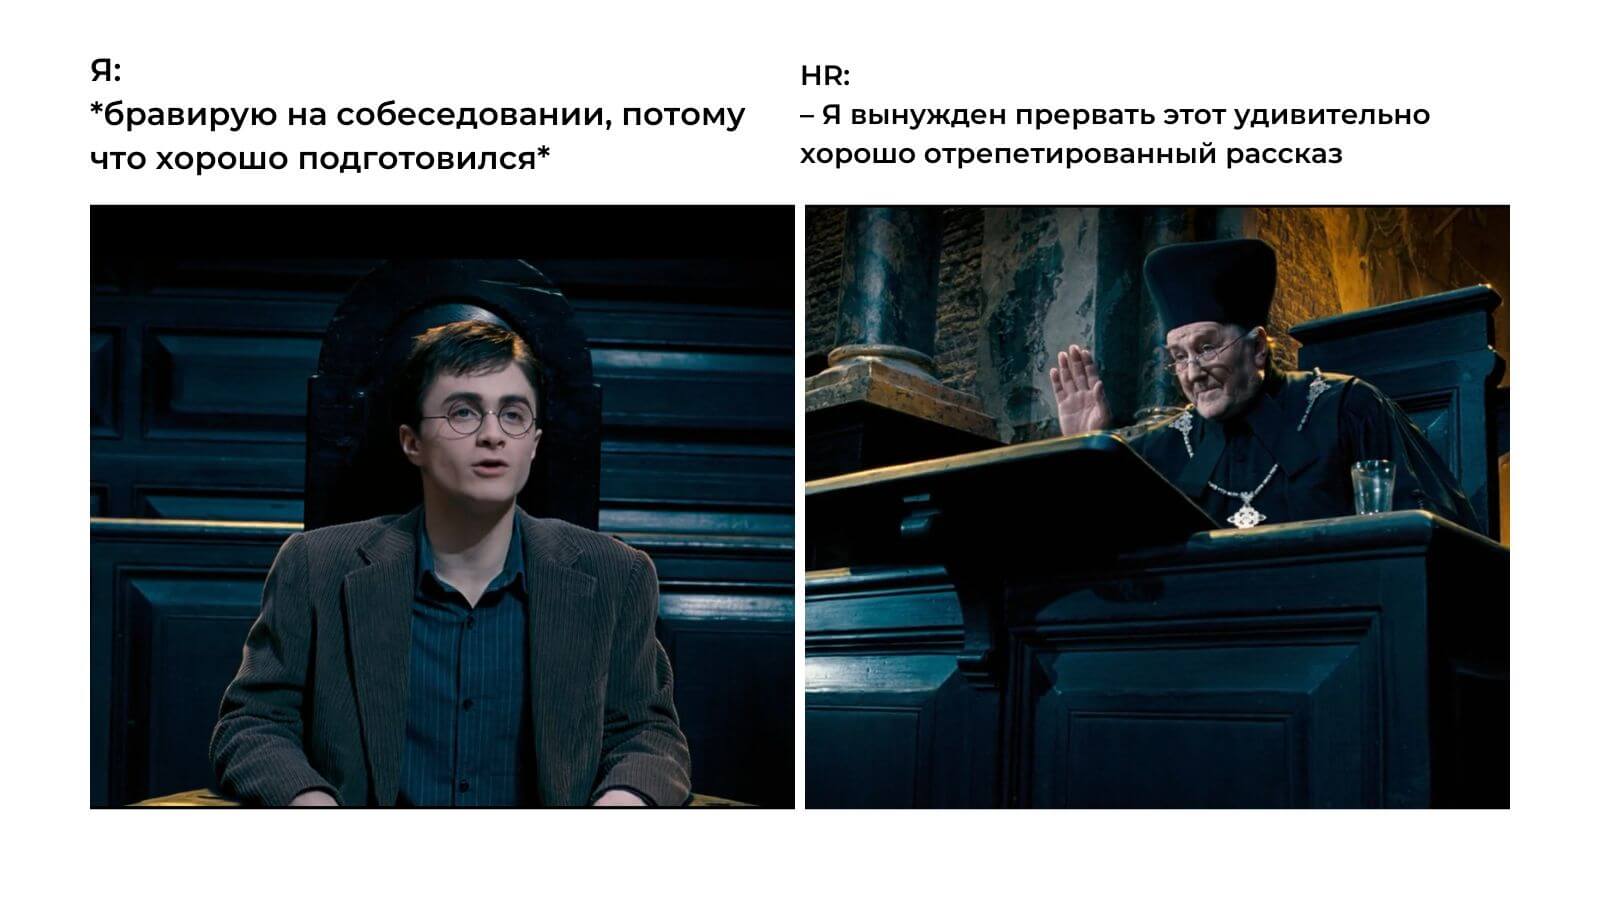 Я:
*бравирую на собеседовании, потому
что хорошо подготовился*
HR:
– Я вынужден прервать этот удивительно
хорошо отрепетированный рассказ